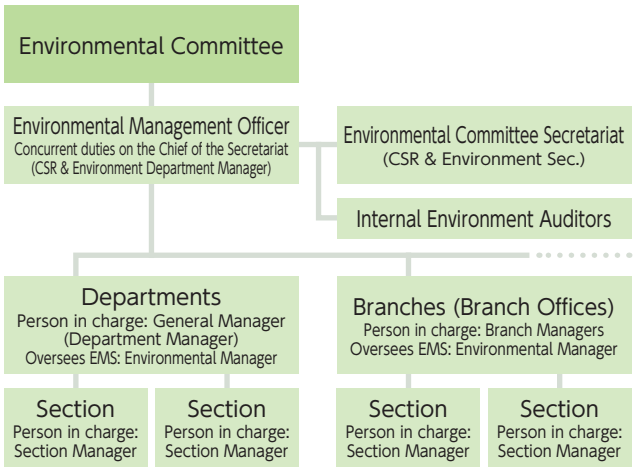 Environmental Committee
Environmental Management Officer
Concurrent duties on the Chief of the Secretariat
(CSR & Environment Department Manager)
Environmental Committee Secretariat
(CSR & Environment Sec.)
Internal Environment Auditors
Departments
Person in charge: General Manager
(Department Manager)
Oversees EMS: Environmental Manager
Branches (Branch Offices)
Person in charge: Branch Managers
Oversees EMS: Environmental Manager
Section
Person in charge:
Section Manager
Section
Person in charge:
Section Manager
Section
Person in charge:
Section Manager
Section
Person in charge:
Section Manager